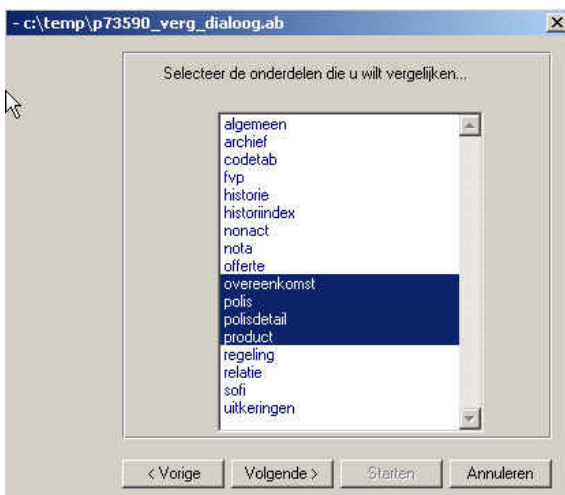 - c:\temp\p73590_verg_dialoog.ab
Selecteer de onderdelen die u wilt vergelijken...
algemeen
archief
codetab
fvp
historie
historiindex
nonact
nota
offerte
overeenkomst
polis
polisdetail
product
regeling
relatie
sofi
uitkeringen
< Vorige
Volgende >
Starten
Annuleren